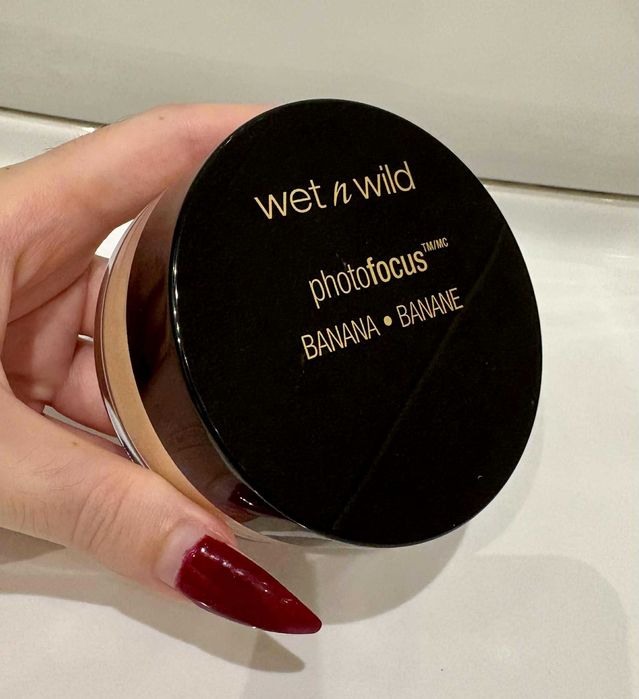 wet n wild
photofocus™/MC
BANANA • BANANE